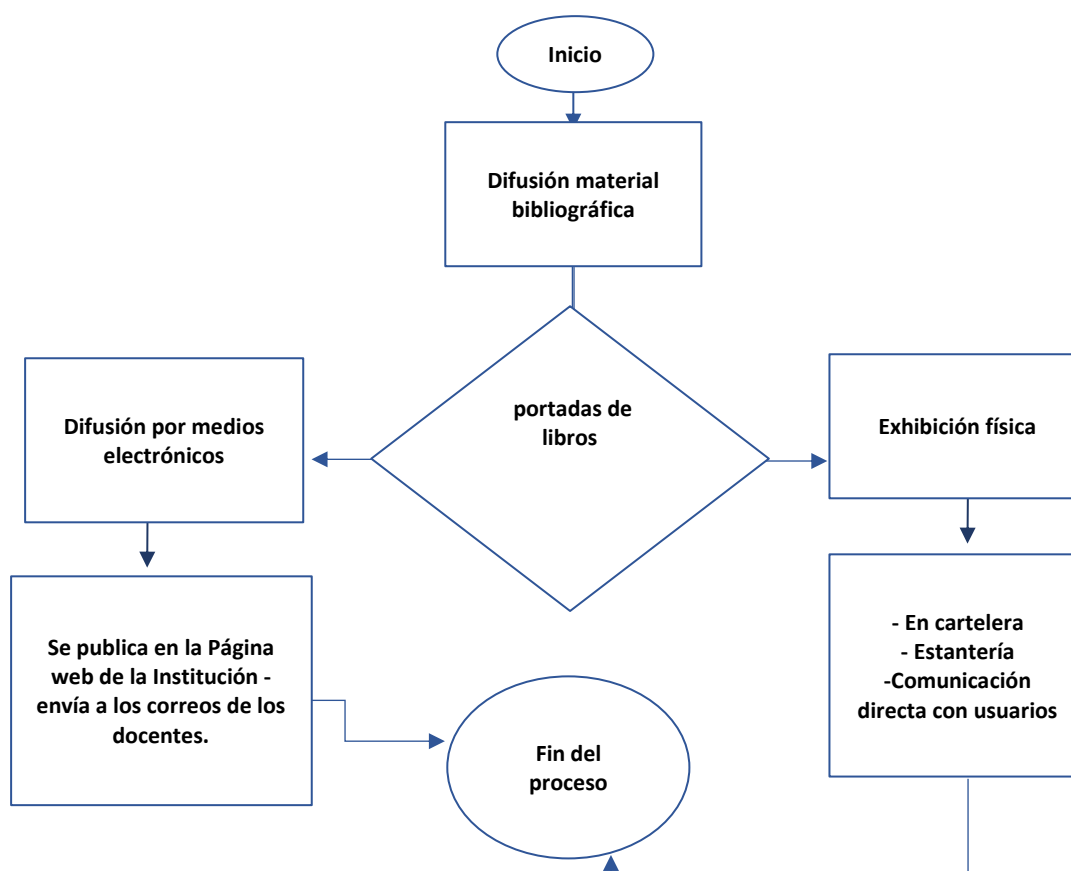 Inicio
Difusión material
bibliográfica
portadas de
libros
Difusión por medios
electrónicos
Exhibición física
Se publica en la Página
web de la Institución -
envía a los correos de los
docentes.
- En cartelera
- Estantería
-Comunicación
directa con usuarios
Fin del
proceso